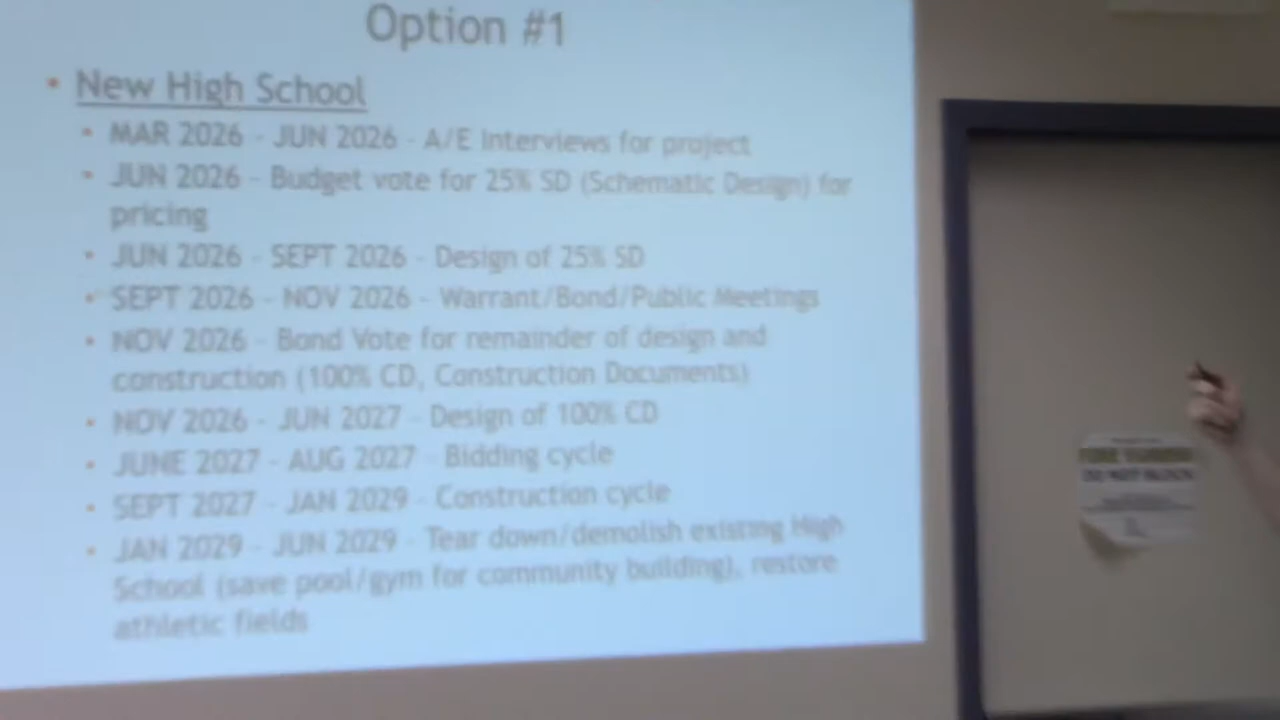 Option #1
• New High School
• MAR 2026 - JUN 2026 - A/E Interviews for project
• JUN 2026 - Budget vote for 25% SD (Schematic Design) for
pricing
• JUN 2026 - SEPT 2026 - Design of 25% SD
• SEPT 2026 - NOV 2026 - Warrant/Bond/Public Meetings
• NOV 2026 - Bond Vote for remainder of design and
construction (100% CD, Construction Documents)
• NOV 2026 - JUN 2027 - Design of 100% CD
• JUNE 2027 - AUG 2027 - Bidding cycle
• SEPT 2027 - JAN 2029 - Construction cycle
• JAN 2029 - JUN 2029 - Tear down/demolish existing High
School (save pool/gym for community building), restore
athletic fields
DO NOT BLOCK